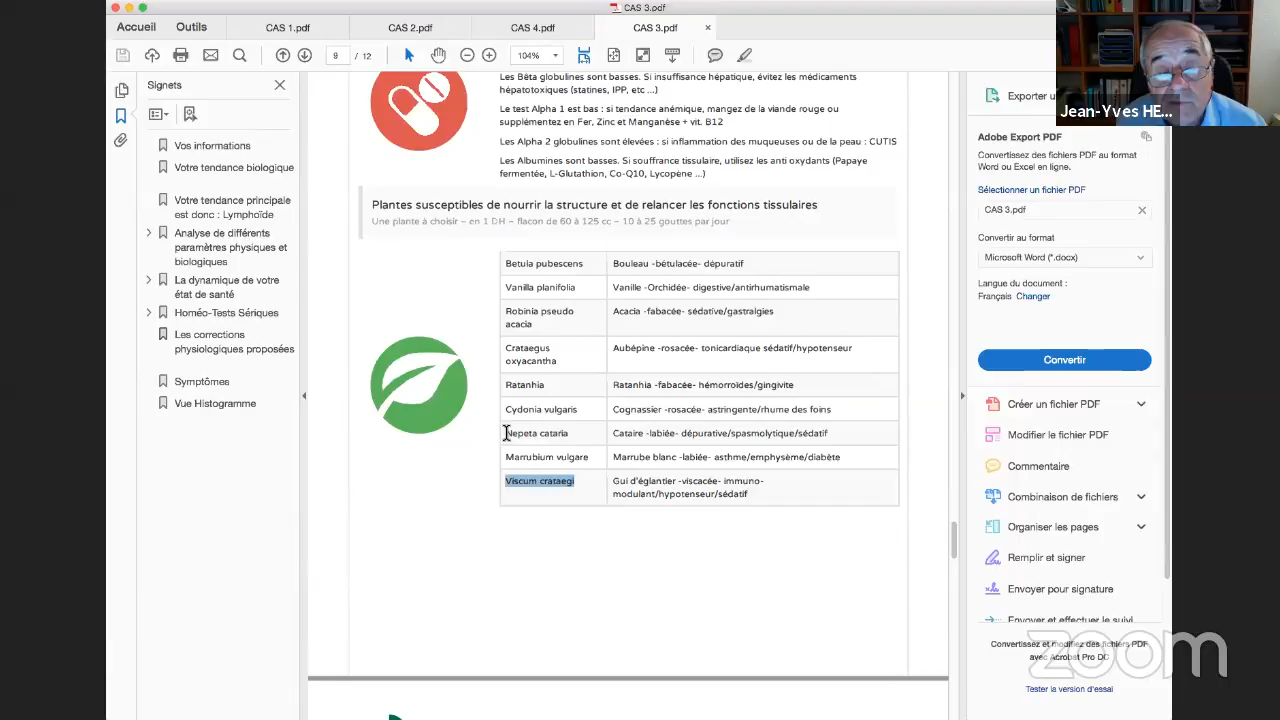 CAS 3.pdf
Accueil Outils CAS 1.pdf CAS 2.pdf CAS 4.pdf CAS 3.pdf ×
9 / 12 104%
Jean-Yves HE...
Signets
Vos informations
Votre tendance biologique
Votre tendance principale
est donc : Lymphoïde
Analyse de différents
paramètres physiques et
biologiques
La dynamique de votre
état de santé
Homéo-Tests Sériques
Les corrections
physiologiques proposées
Symptômes
Vue Histogramme
Les Bêta globulines sont basses. Si insuffisance hépatique, évitez les médicaments
hépatotoxiques (statines, IPP, etc ...)
Le test Alpha 1 est bas : si tendance anémique, mangez de la viande rouge ou
supplémentez en Fer, Zinc et Manganèse + vit. B12
Les Alpha 2 globulines sont élevées : si inflammation des muqueuses ou de la peau : CUTIS
Les Albumines sont basses. Si souffrance tissulaire, utilisez les anti oxydants (Papaye
fermentée, L-Glutathion, Co-Q10, Lycopène ...)
Plantes susceptibles de nourrir la structure et de relancer les fonctions tissulaires
Une plante à choisir – en 1 DH – flacon de 60 à 125 cc – 10 à 25 gouttes par jour
Betula pubescens Bouleau -bétulacée- dépuratif
Vanilla planifolia Vanille -Orchidée- digestive/antirhumatismale
Robinia pseudo
acacia
Acacia -fabacée- sédative/gastralgies
Crataegus
oxyacantha
Aubépine -rosacée- tonicardiaque sédatif/hypotenseur
Ratanhia Ratanhia -fabacée- hémorroïdes/gingivite
Cydonia vulgaris Cognassier -rosacée- astringente/rhume des foins
Nepeta cataria Cataire -labiée- dépurative/spasmolytique/sédatif
Marrubium vulgare Marrube blanc -labiée- asthme/emphysème/diabète
Viscum crataegi Gui d'églantier -viscacée- immuno-
modulant/hypotenseur/sédatif
Exporter
Adobe Export PDF
Convertissez des fichiers PDF au format
Word ou Excel en ligne.
Sélectionner un fichier PDF
CAS 3.pdf
Convertir au format
Microsoft Word (*.docx)
Langue du document :
Français Changer
Convertir
Créer un fichier PDF
Modifier le fichier PDF
Commentaire
Combinaison de fichiers
Organiser les pages
Remplir et signer
Envoyer pour signature
Envoyer et effectuer le suivi
Convertissez et modifiez des fichiers PDF
avec Acrobat Pro DC
Tester la version d'essai
zoom